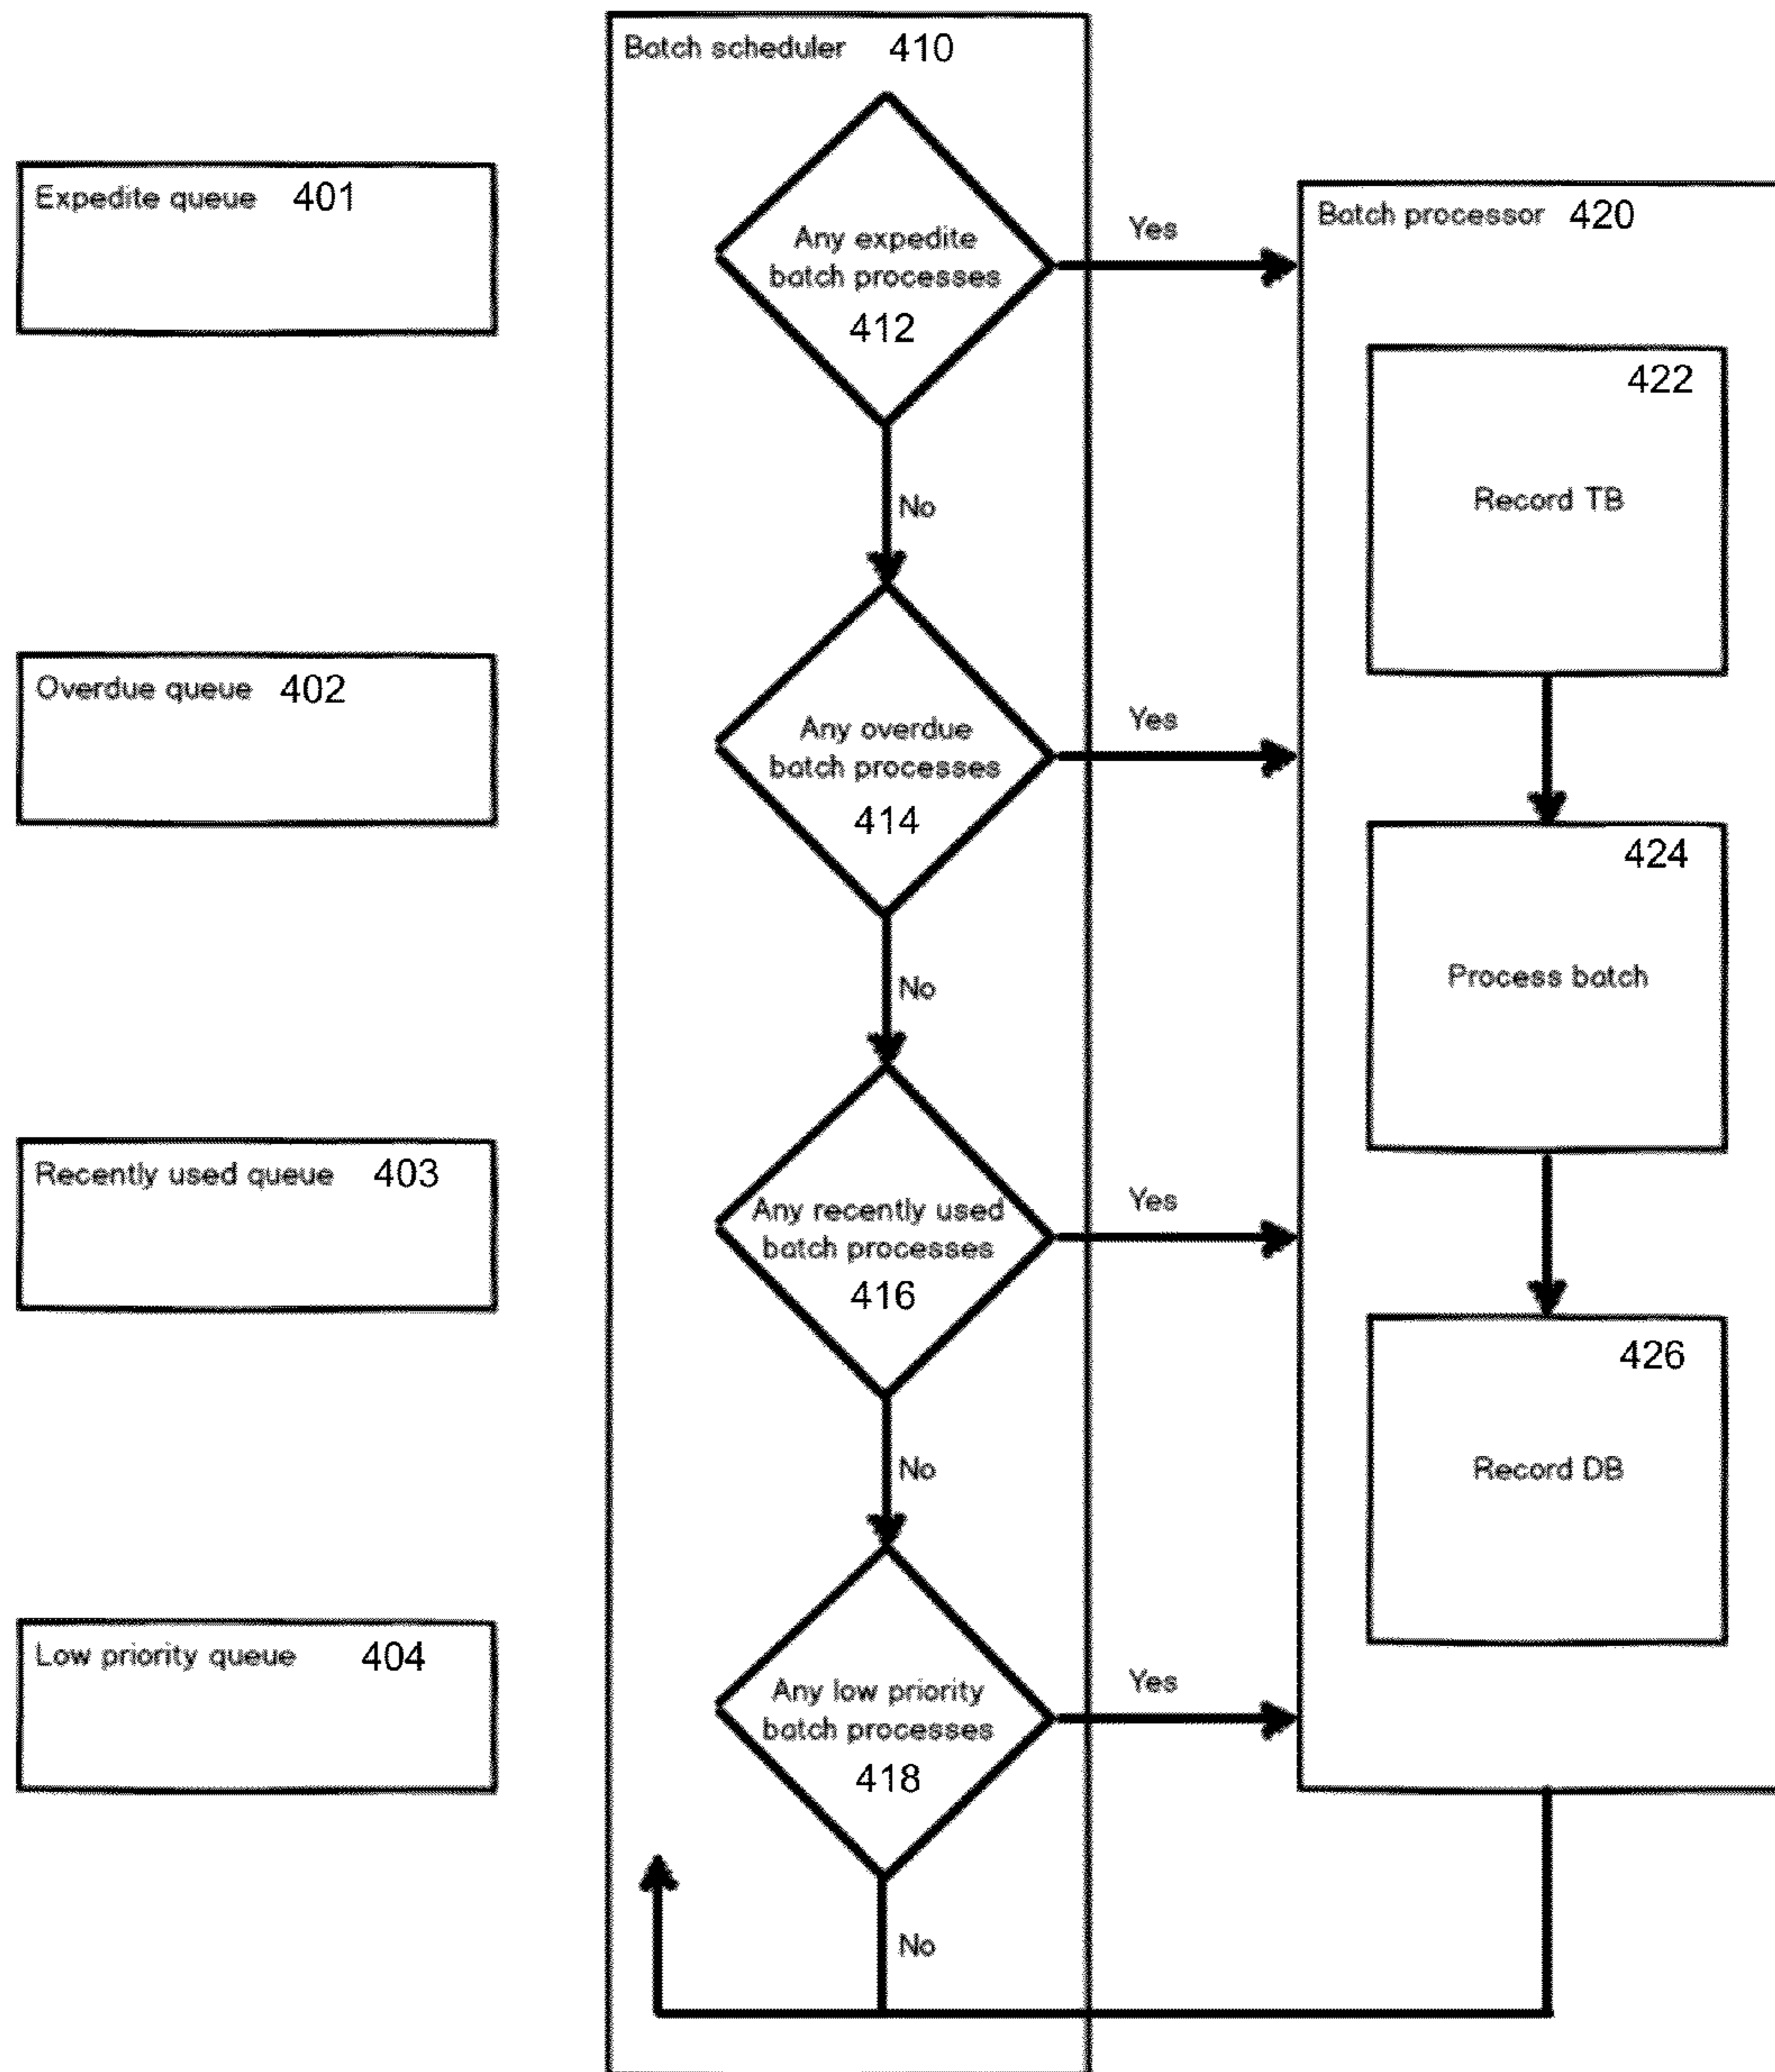 Batch scheduler 410
Expedite queue 401
Any expedite
batch processes
412
Yes
Batch processor 420
422
Record TB
No
Overdue queue 402
Any overdue
batch processes
414
Yes
424
Process batch
No
Recently used queue 403
Any recently used
batch processes
416
Yes
426
Record DB
No
Low priority queue 404
Any low priority
batch processes
418
Yes
No